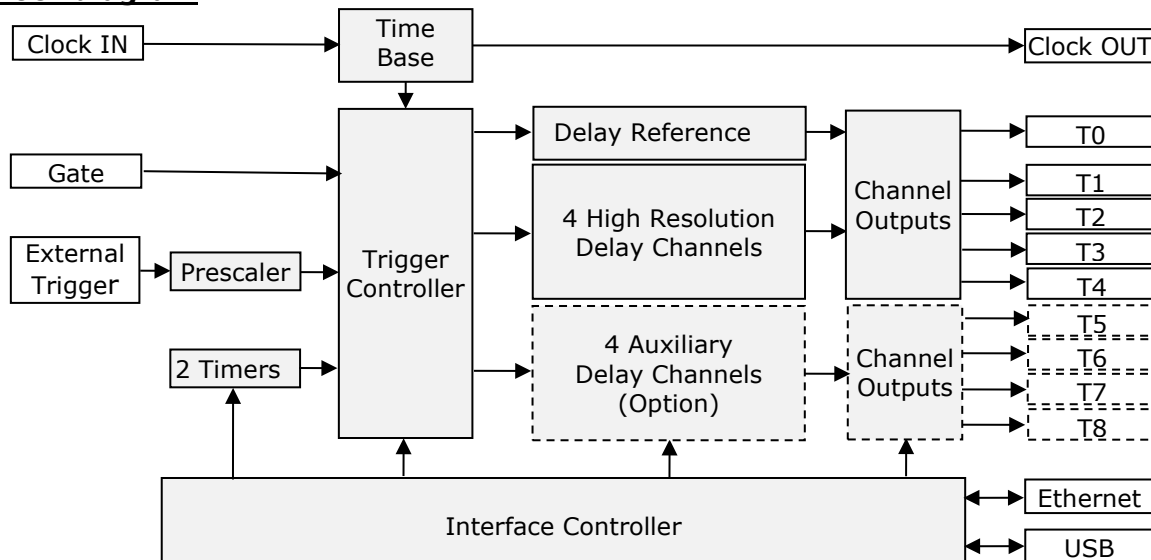 Clock IN
Time
Base
Clock OUT
Gate
External
Trigger
Prescaler
2 Timers
Trigger
Controller
Delay Reference
4 High Resolution
Delay Channels
4 Auxiliary
Delay Channels
(Option)
Channel
Outputs
Channel
Outputs
T0
T1
T2
T3
T4
T5
T6
T7
T8
Interface Controller
Ethernet
USB